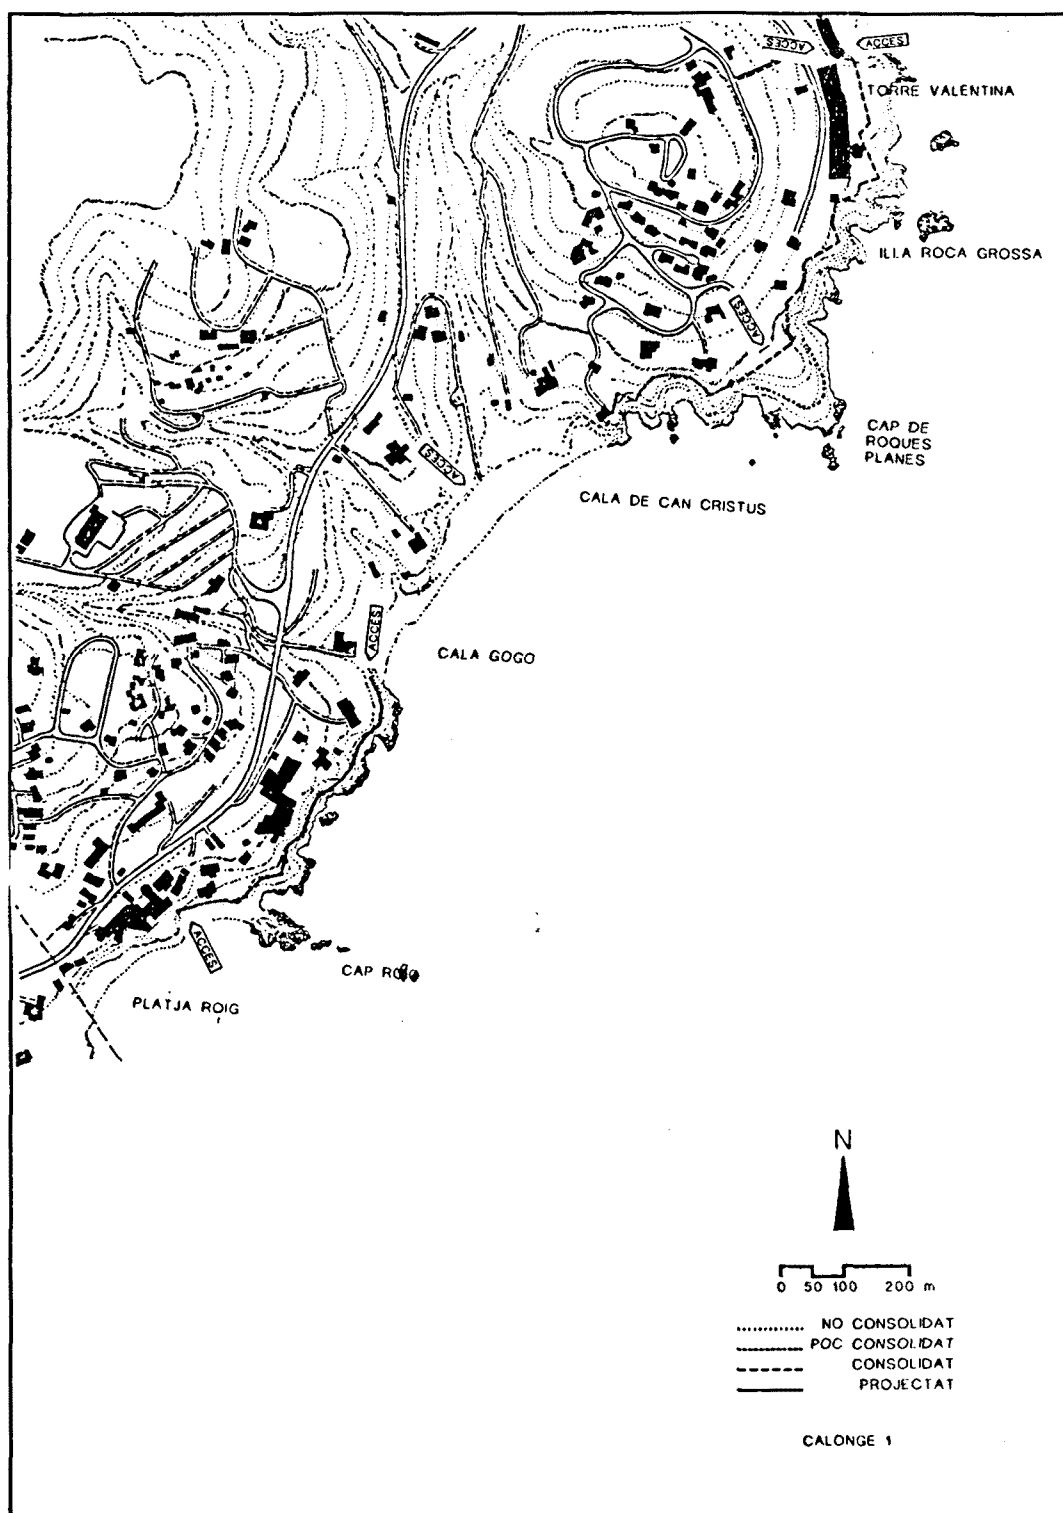 ACCES
ACCES
TORRE VALENTINA
ILLA ROCA GROSSA
ACCES
CAP DE
ROQUES
PLANES
ACCES
CALA DE CAN CRISTUS
ACCES
CALA GOGO
ACCES
CAP ROIG
PLATJA ROIG
N
0 50 100 200 m
NO CONSOLIDAT
POC CONSOLIDAT
CONSOLIDAT
PROJECTAT
CALONGE 1